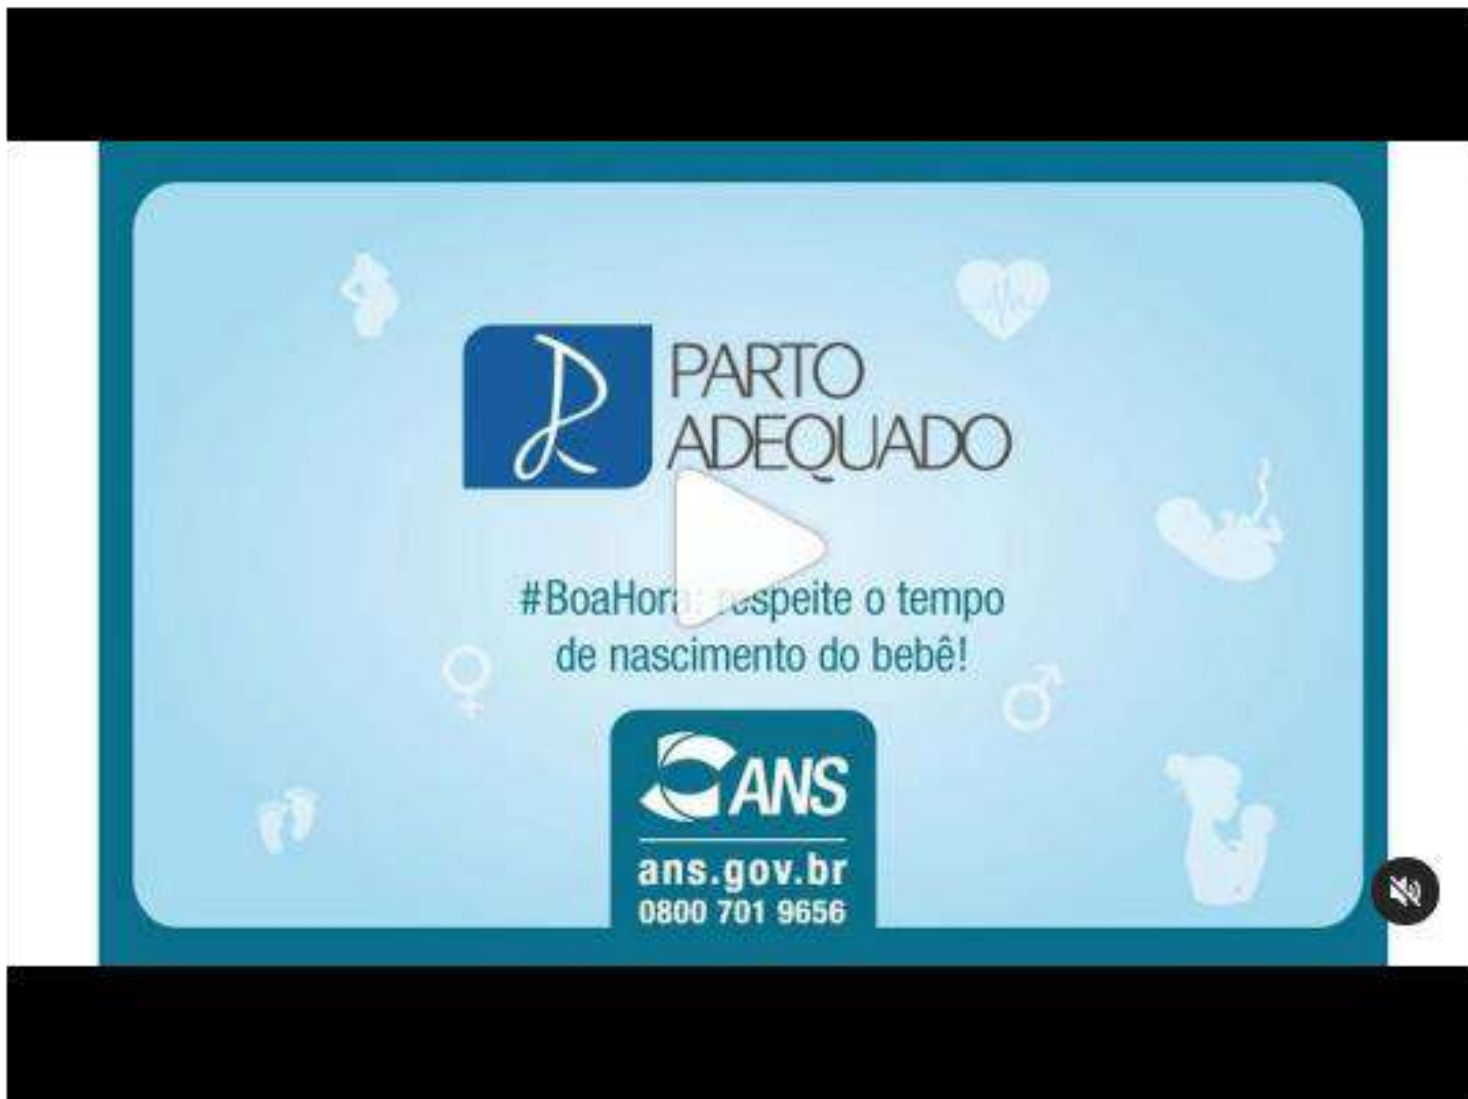 PARTO
ADEQUADO
#BoaHora: respeite o tempo
de nascimento do bebê!
ANS
ans.gov.br
0800 701 9656